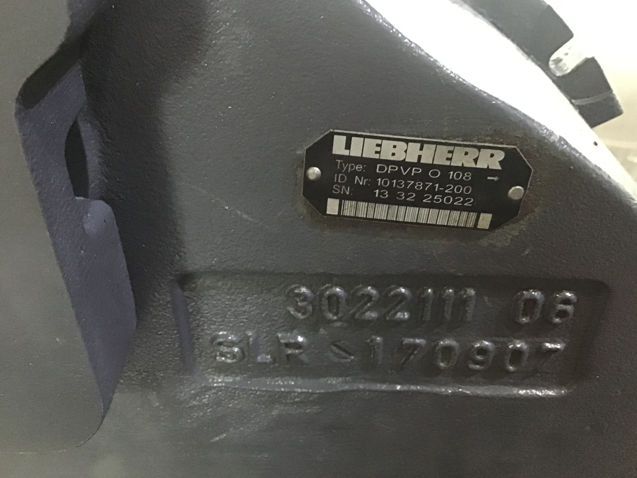 LIEBHERR
Type: DPVP O 108 →
ID Nr: 10137871-200
SN: 13 32 25022
3022111 06
SLR > 170907